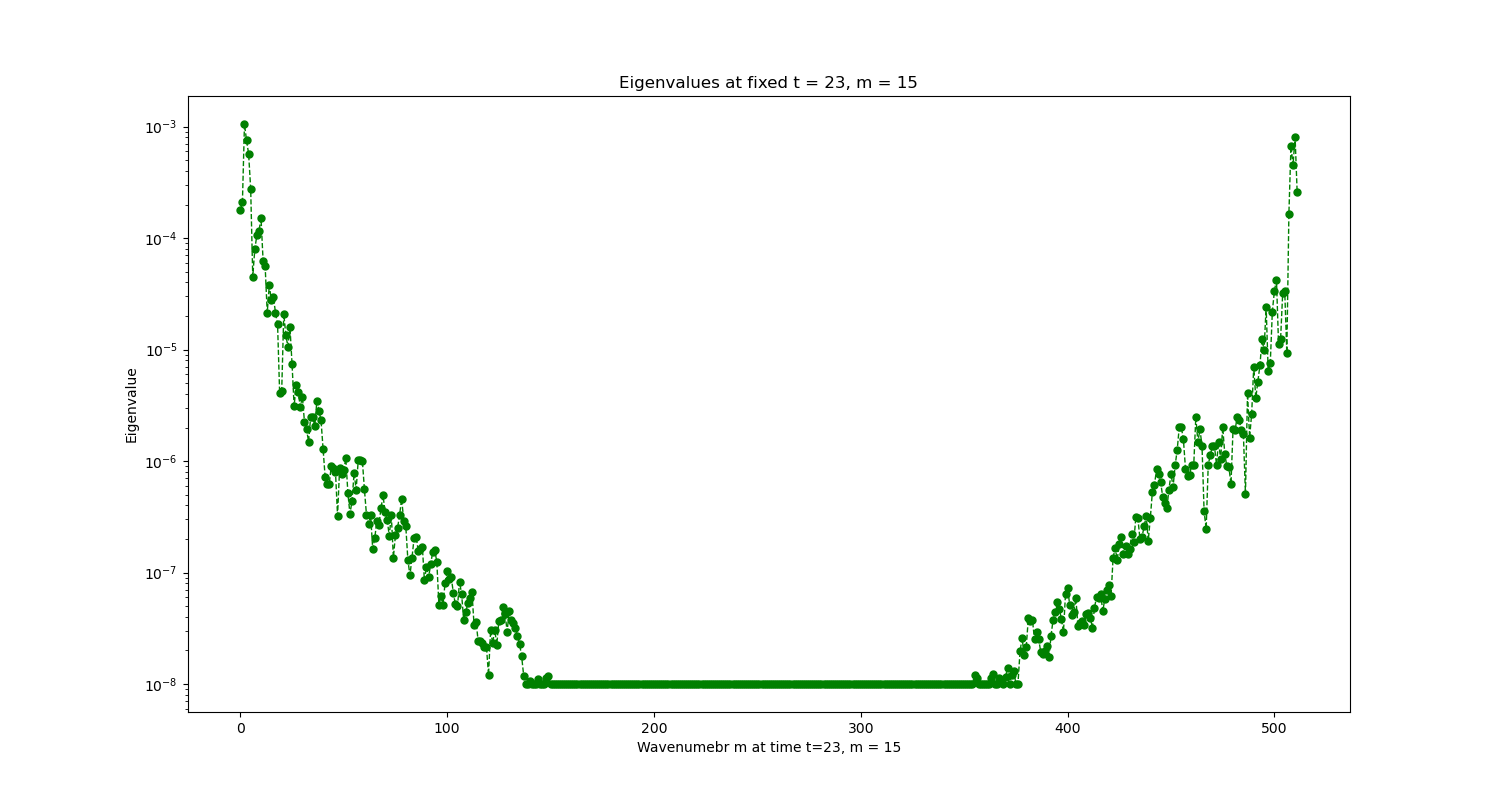 Eigenvalues at fixed t = 23, m = 15
Eigenvalue
10⁻³
10⁻⁴
10⁻⁵
10⁻⁶
10⁻⁷
10⁻⁸
0 100 200 300 400 500
Wavenumebr m at time t=23, m = 15